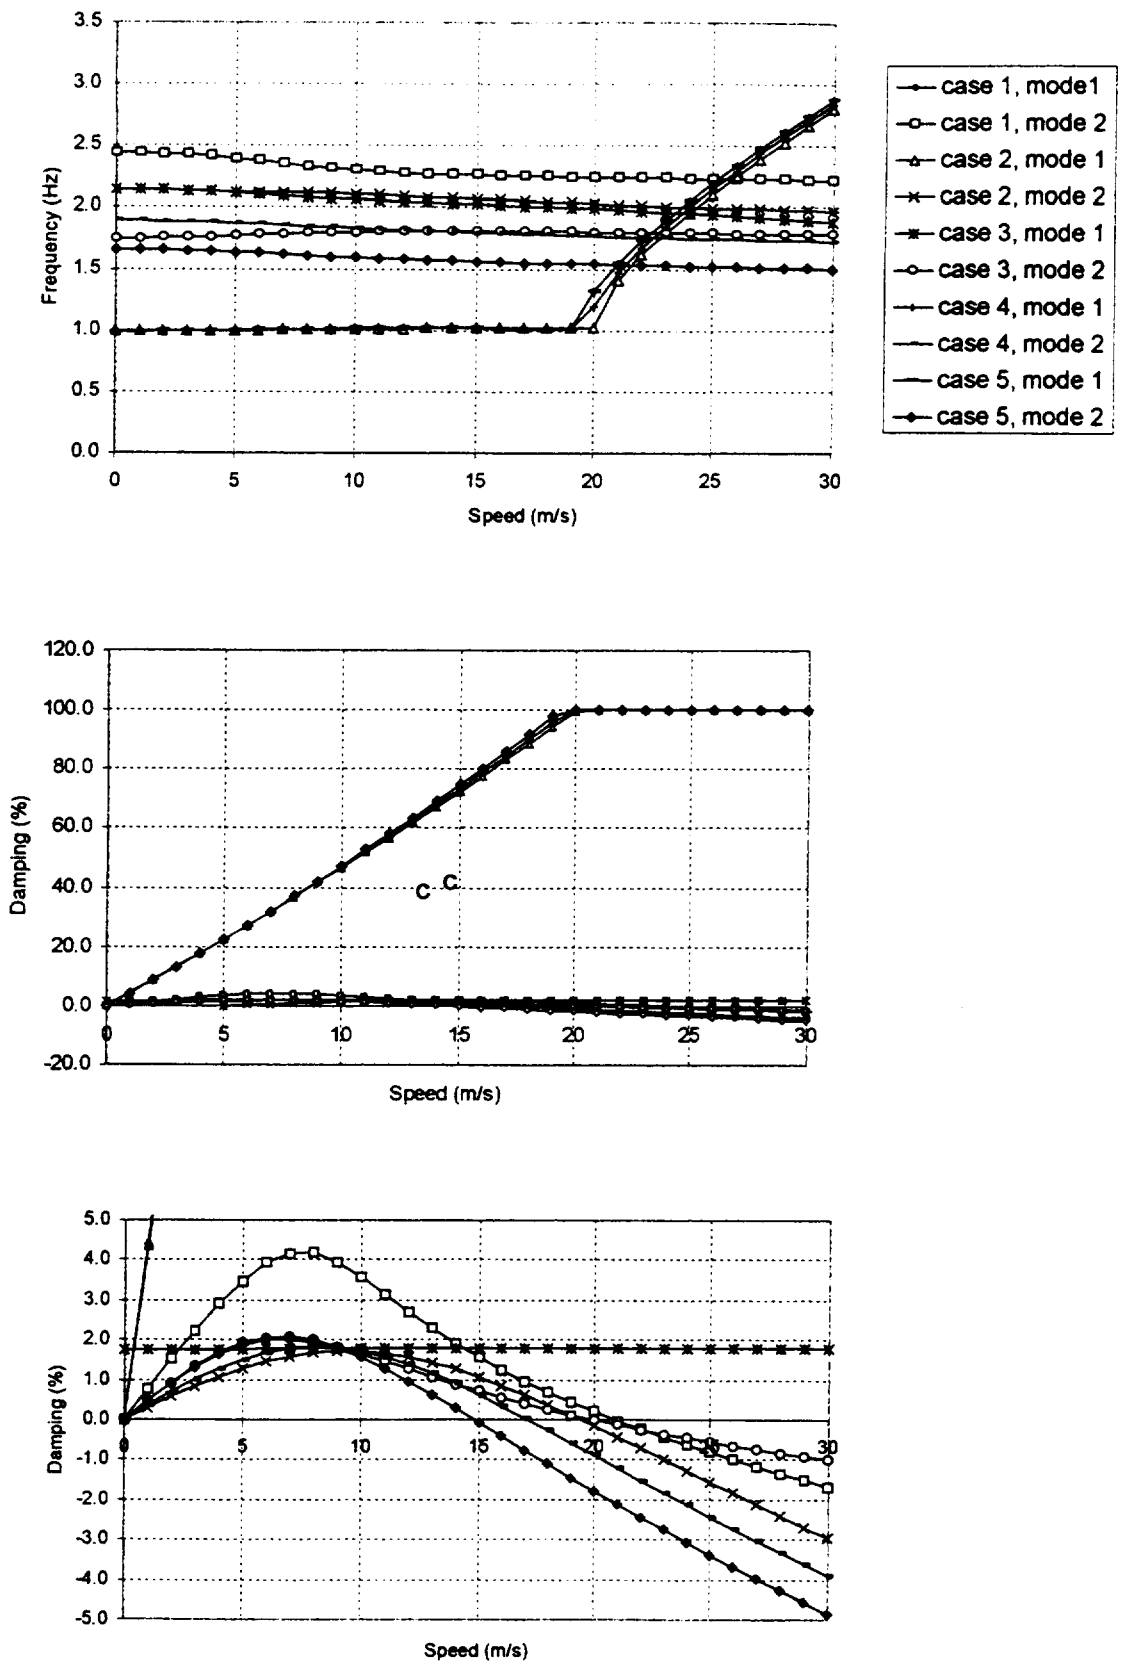 3.5
3.0
2.5
2.0
1.5
1.0
0.5
0.0
Frequency (Hz)
0 5 10 15 20 25 30
Speed (m/s)
case 1, mode1
case 1, mode 2
case 2, mode 1
case 2, mode 2
case 3, mode 1
case 3, mode 2
case 4, mode 1
case 4, mode 2
case 5, mode 1
case 5, mode 2
120.0
100.0
80.0
60.0
40.0
20.0
0.0
-20.0
Damping (%)
C C
0 5 10 15 20 25 30
Speed (m/s)
5.0
4.0
3.0
2.0
1.0
0.0
-1.0
-2.0
-3.0
-4.0
-5.0
Damping (%)
0 5 10 15 20 25 30
Speed (m/s)